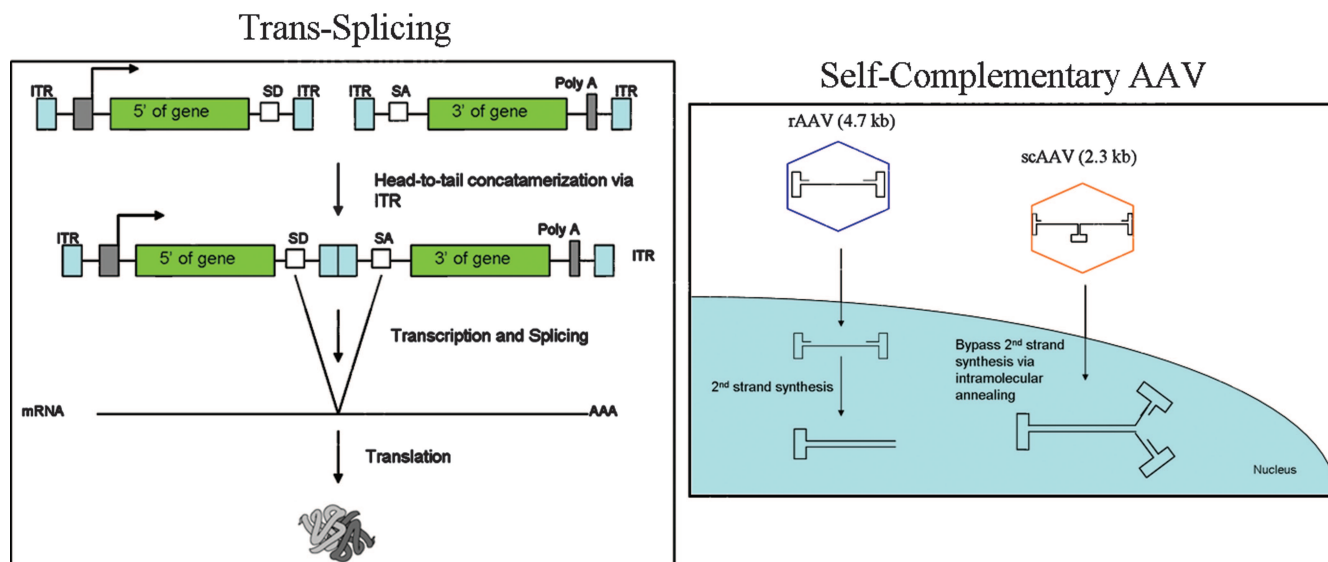 Trans-Splicing
ITR
5' of gene
SD
ITR
ITR
SA
3' of gene
Poly A
ITR
Head-to-tail concatamerization via
ITR
ITR
5' of gene
SD
SA
3' of gene
Poly A
ITR
Transcription and Splicing
mRNA
AAA
Translation
Self-Complementary AAV
rAAV (4.7 kb)
scAAV (2.3 kb)
2nd strand synthesis
Bypass 2nd strand
synthesis via
intramolecular
annealing
Nucleus